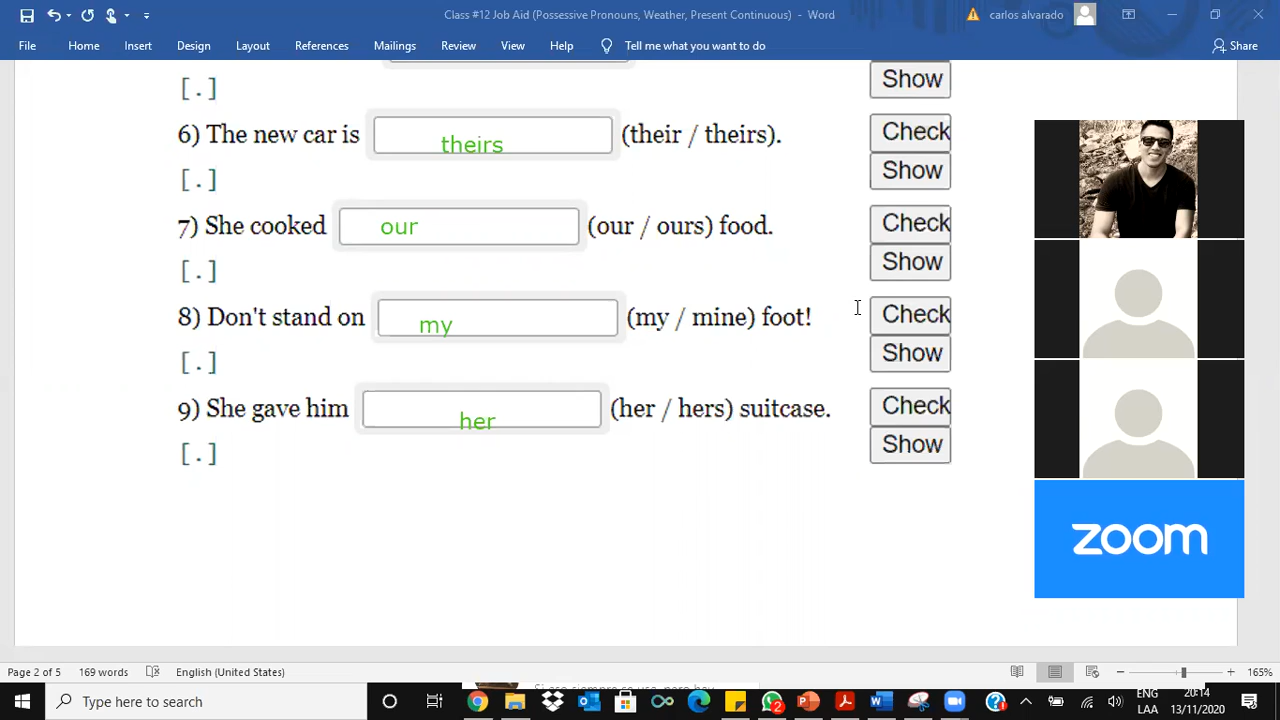 Class #12 Job Aid (Possessive Pronouns, Weather, Present Continuous) - Word
carlos alvarado
File Home Insert Design Layout References Mailings Review View Help Tell me what you want to do Share
[ . ]
Show
6) The new car is theirs (their / theirs).
Check
Show
[ . ]
7) She cooked our (our / ours) food.
Check
Show
[ . ]
8) Don't stand on my (my / mine) foot!
Check
Show
[ . ]
9) She gave him her (her / hers) suitcase.
Check
Show
[ . ]
zoom
Page 2 of 5 169 words English (United States) 165%
Type here to search
2
ENG
LAA
20:14
13/11/2020